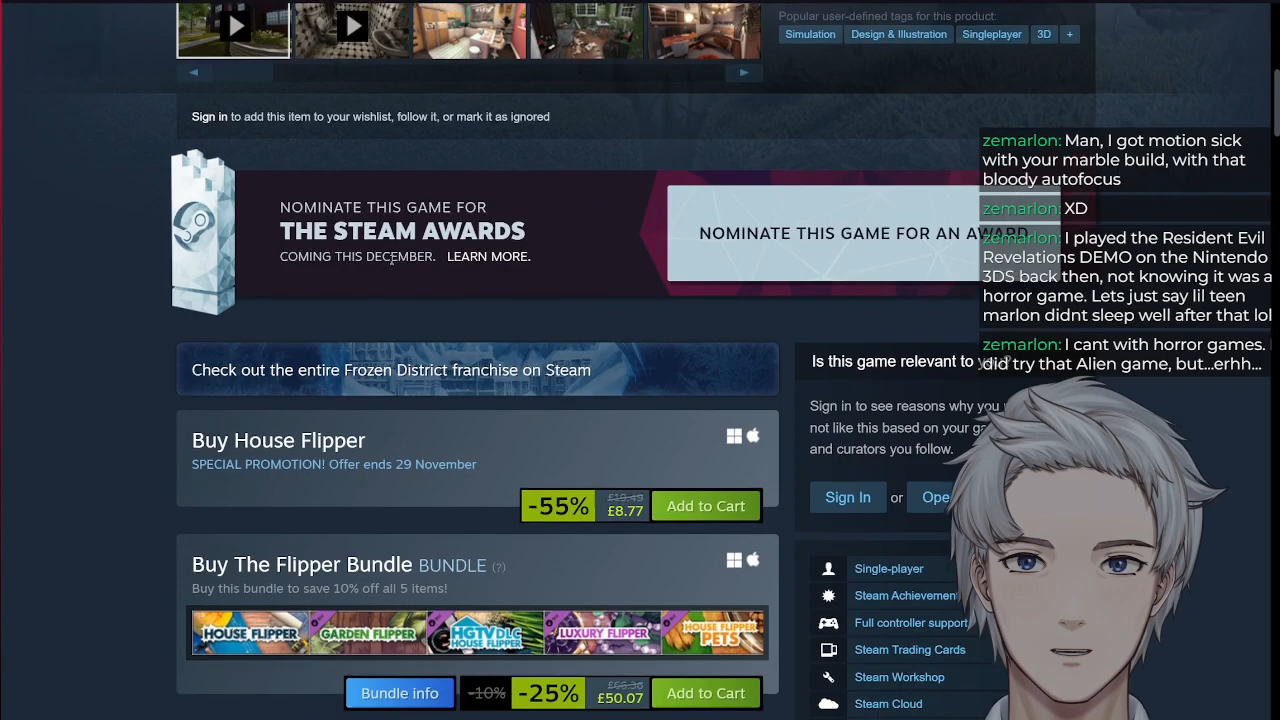 Popular user-defined tags for this product:
Simulation Design & Illustration Singleplayer 3D +
Sign in to add this item to your wishlist, follow it, or mark it as ignored
NOMINATE THIS GAME FOR
THE STEAM AWARDS
COMING THIS DECEMBER. LEARN MORE.
NOMINATE THIS GAME FOR AN AWARD
zemarlon: Man, I got motion sick
with your marble build, with that
bloody autofocus
zemarlon: XD
zemarlon: I played the Resident Evil
Revelations DEMO on the Nintendo
3DS back then, not knowing it was a
horror game. Lets just say lil teen
marlon didnt sleep well after that lol
zemarlon: I cant with horror games.
did try that Alien game, but...erhh...
Check out the entire Frozen District franchise on Steam
Is this game relevant to
Sign in to see reasons why you
not like this based on your
and curators you follow.
Sign In or
Buy House Flipper
SPECIAL PROMOTION! Offer ends 29 November
-55% £19.49 £8.77 Add to Cart
Buy The Flipper Bundle BUNDLE (?)
Buy this bundle to save 10% off all 5 items!
HOUSE FLIPPER GARDEN FLIPPER HGTV DLC HOUSE FLIPPER LUXURY FLIPPER HOUSE FLIPPER PETS
Bundle info -10% -25% £66.36 £50.07 Add to Cart
Single-player
Steam Achievement
Full controller support
Steam Trading Cards
Steam Workshop
Steam Cloud